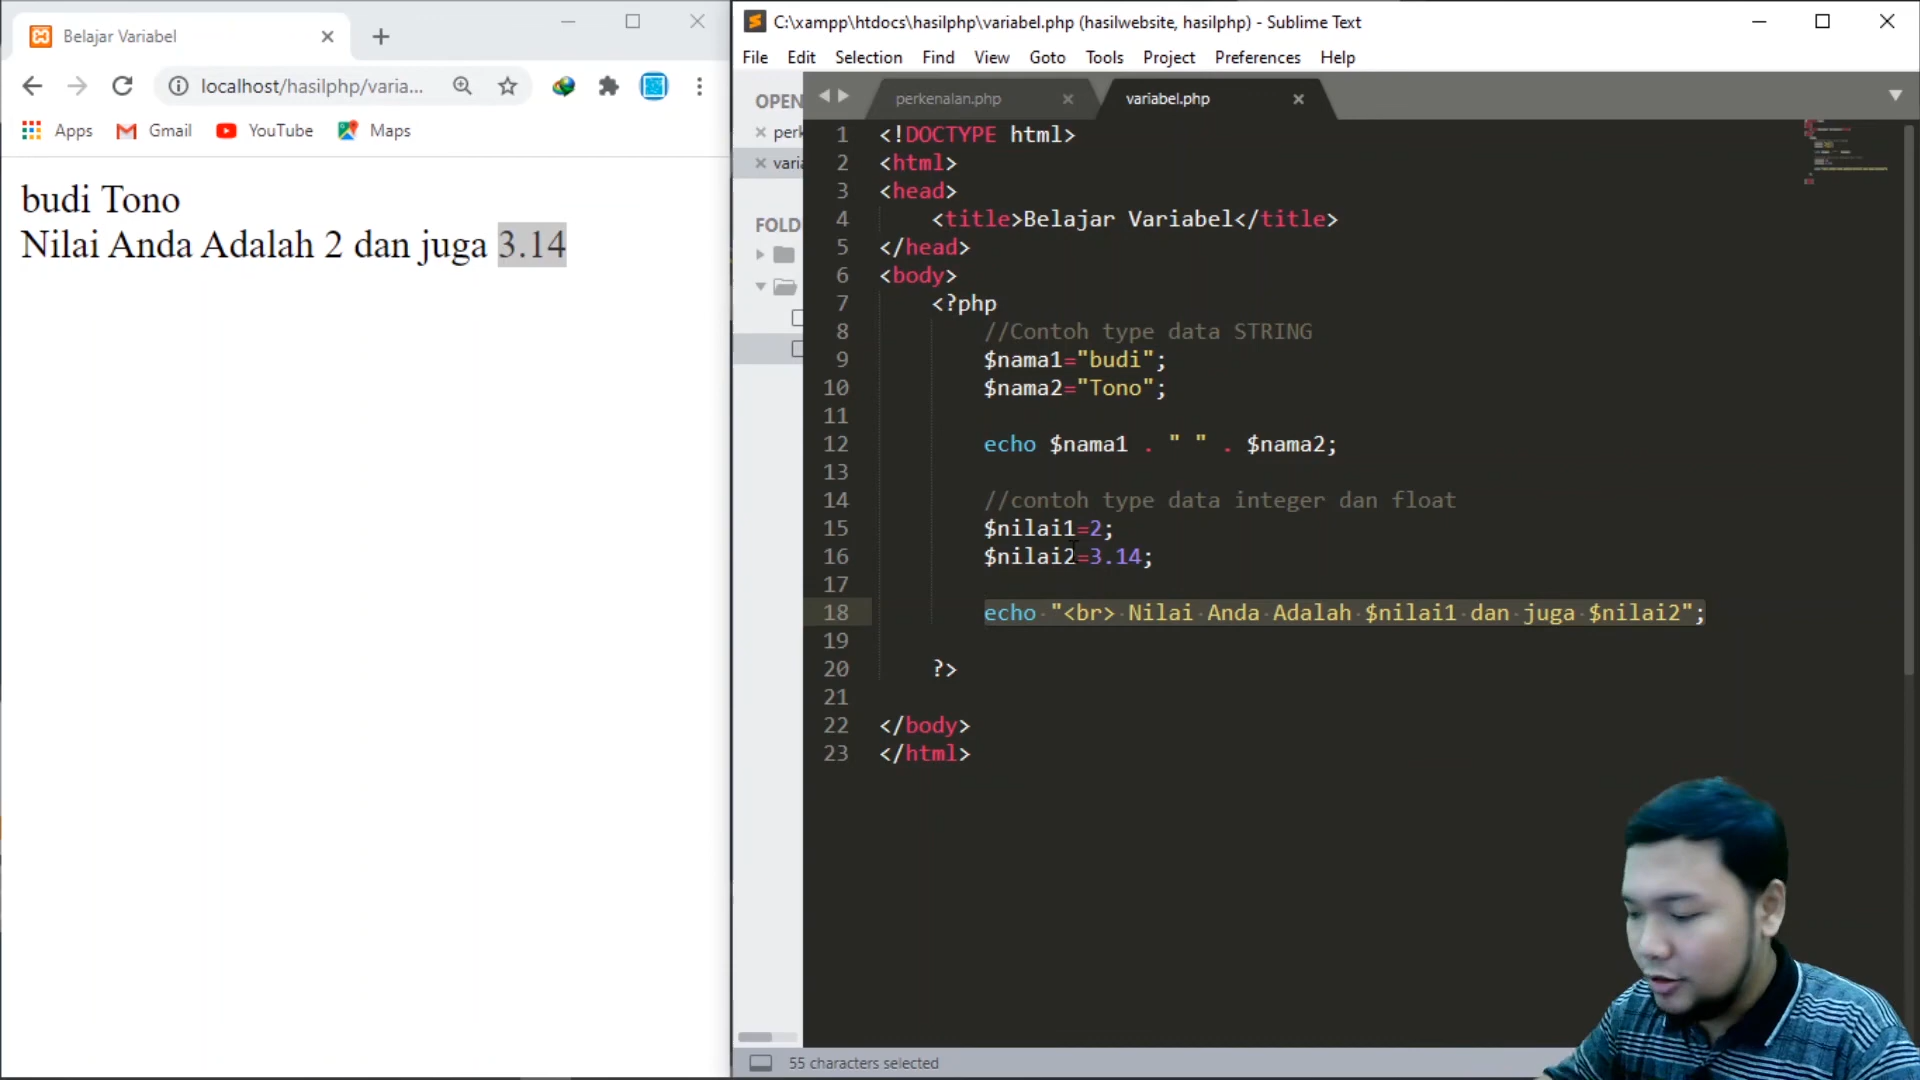 Belajar Variabel
localhost/hasilphp/varia...
Apps
Gmail
YouTube
Maps
budi Tono
Nilai Anda Adalah 2 dan juga 3.14
C:\xampp\htdocs\hasilphp\variabel.php (hasilwebsite, hasilphp) - Sublime Text
File Edit Selection Find View Goto Tools Project Preferences Help
OPEN
perk
varia
FOLD
perkenalan.php
variabel.php
1 <!DOCTYPE html>
2 <html>
3 <head>
4 <title>Belajar Variabel</title>
5 </head>
6 <body>
7 <?php
8 //Contoh type data STRING
9 $nama1="budi";
10 $nama2="Tono";
11
12 echo $nama1 . " " . $nama2;
13
14 //contoh type data integer dan float
15 $nilai1=2;
16 $nilai2=3.14;
17
18 echo "<br> Nilai Anda Adalah $nilai1 dan juga $nilai2";
19
20 ?>
21
22 </body>
23 </html>
55 characters selected